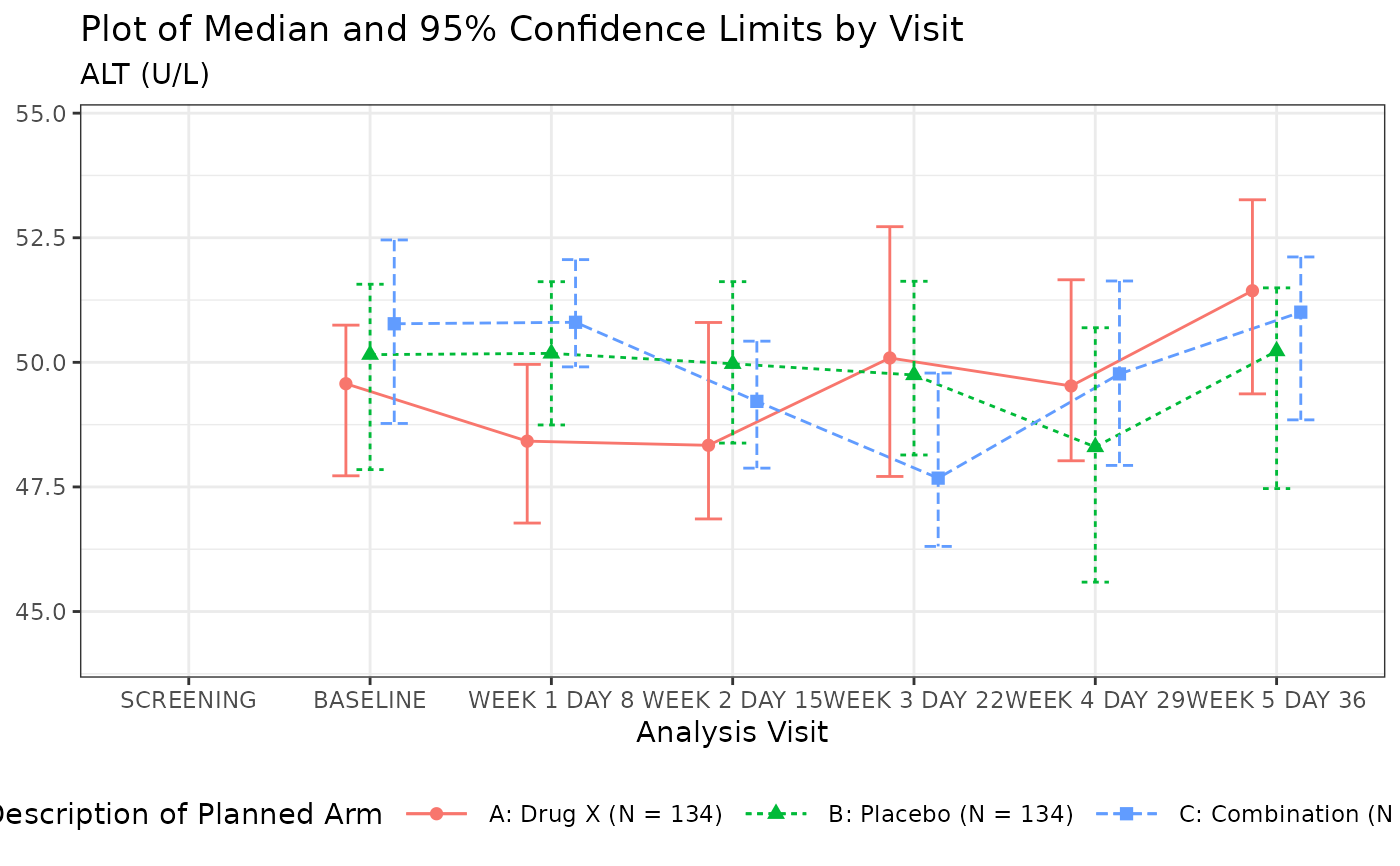 Plot of Median and 95% Confidence Limits by Visit
ALT (U/L)
55.0
52.5
50.0
47.5
45.0
SCREENING BASELINE WEEK 1 DAY 8 WEEK 2 DAY 15 WEEK 3 DAY 22 WEEK 4 DAY 29 WEEK 5 DAY 36
Analysis Visit
Description of Planned Arm A: Drug X (N = 134) B: Placebo (N = 134) C: Combination (N